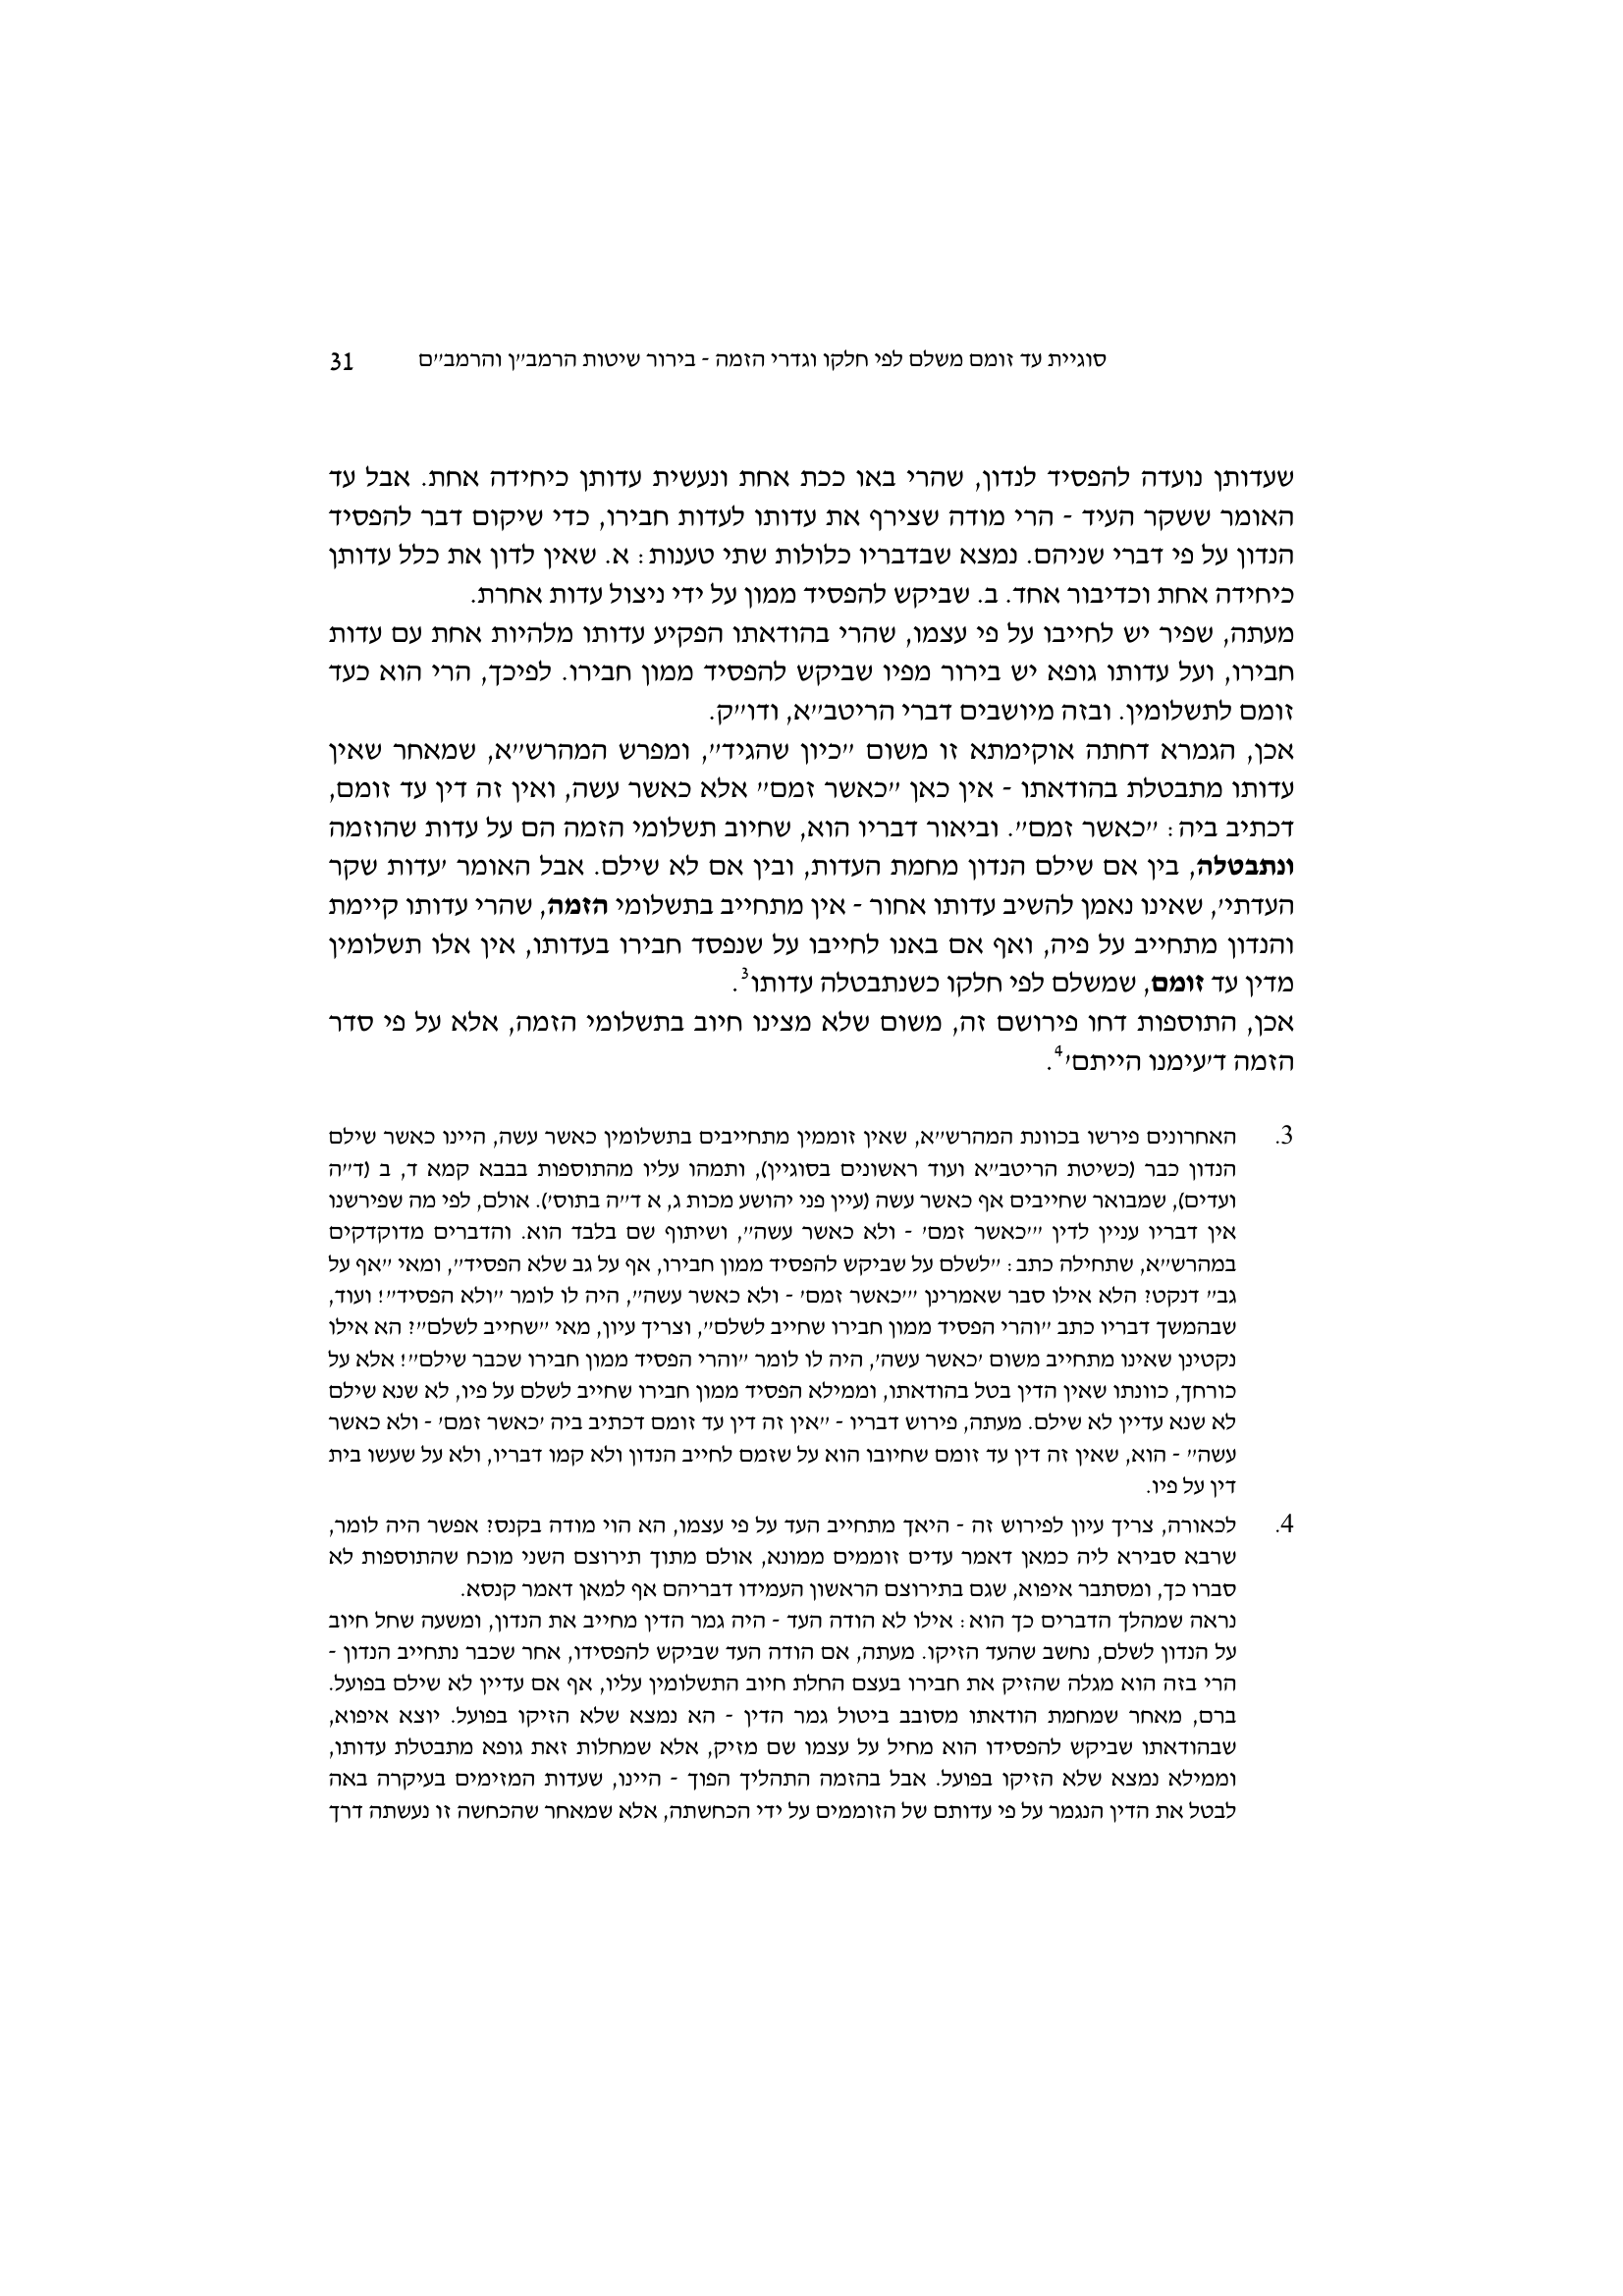 סוגיית עד זומם משלם לפי חלקו וגדרי הזמה - בירור שיטות הרמב״ן והרמב״ם 31
שעדותן נועדה להפסיד לנדון, שהרי באו ככת אחת ונעשית עדותן כיחידה אחת. אבל עד
האומר ששקר העיד - הרי מודה שצירף את עדותו לעדות חבירו, כדי שיקום דבר להפסיד
הנדון על פי דברי שניהם. נמצא שבדבריו כלולות שתי טענות: א. שאין לדון את כלל עדותן
כיחידה אחת וכדיבור אחד. ב. שביקש להפסיד ממון על ידי ניצול עדות אחרת.
מעתה, שפיר יש לחייבו על פי עצמו, שהרי בהודאתו הפקיע עדותו מלהיות אחת עם עדות
חבירו, ועל עדותו גופא יש בירור מפיו שביקש להפסיד ממון חבירו. לפיכך, הרי הוא כעד
זומם לתשלומין. ובזה מיושבים דברי הריטב״א, ודו״ק.
אכן, הגמרא דחתה אוקימתא זו משום ״כיון שהגיד״, ומפרש המהרש״א, שמאחר שאין
עדותו מתבטלת בהודאתו - אין כאן ״כאשר זמם״ אלא כאשר עשה, ואין זה דין עד זומם,
דכתיב ביה: ״כאשר זמם״. וביאור דבריו הוא, שחיוב תשלומי הזמה הם על עדות שהוזמה
ונתבטלה, בין אם שילם הנדון מחמת העדות, ובין אם לא שילם. אבל האומר ׳עדות שקר
העדתי׳, שאינו נאמן להשיב עדותו אחור - אין מתחייב בתשלומי הזמה, שהרי עדותו קיימת
והנדון מתחייב על פיה, ואף אם באנו לחייבו על שנפסד חבירו בעדותו, אין אלו תשלומין
מדין עד זומם, שמשלם לפי חלקו כשנתבטלה עדותו3.
אכן, התוספות דחו פירושם זה, משום שלא מצינו חיוב בתשלומי הזמה, אלא על פי סדר
הזמה ד׳עימנו הייתם׳4.
3. האחרונים פירשו בכוונת המהרש״א, שאין זוממין מתחייבים בתשלומין כאשר עשה, היינו כאשר שילם
הנדון כבר (כשיטת הריטב״א ועוד ראשונים בסוגיין), ותמהו עליו מהתוספות בבבא קמא ד, ב (ד״ה
ועדים), שמבואר שחייבים אף כאשר עשה (עיין פני יהושע מכות ג, א ד״ה בתוס׳). אולם, לפי מה שפירשנו
אין דבריו עניין לדין ״׳כאשר זמם׳ - ולא כאשר עשה״, ושיתוף שם בלבד הוא. והדברים מדוקדקים
במהרש״א, שתחילה כתב: ״לשלם על שביקש להפסיד ממון חבירו, אף על גב שלא הפסיד״, ומאי ״אף על
גב״ דנקט? הלא אילו סבר שאמרינן ״׳כאשר זמם׳ - ולא כאשר עשה״, היה לו לומר ״ולא הפסיד״! ועוד,
שבהמשך דבריו כתב ״והרי הפסיד ממון חבירו שחייב לשלם״, וצריך עיון, מאי ״שחייב לשלם״? הא אילו
נקטינן שאינו מתחייב משום ׳כאשר עשה׳, היה לו לומר ״והרי הפסיד ממון חבירו שכבר שילם״! אלא על
כורחך, כוונתו שאין הדין בטל בהודאתו, וממילא הפסיד ממון חבירו שחייב לשלם על פיו, לא שנא שילם
לא שנא עדיין לא שילם. מעתה, פירוש דבריו - ״אין זה דין עד זומם דכתיב ביה ׳כאשר זמם׳ - ולא כאשר
עשה״ - הוא, שאין זה דין עד זומם שחיובו הוא על שזמם לחייב הנדון ולא קמו דבריו, ולא על שעשו בית
דין על פיו.
4. לכאורה, צריך עיון לפירוש זה - היאך מתחייב העד על פי עצמו, הא הוי מודה בקנס? אפשר היה לומר,
שרבא סבירא ליה כמאן דאמר עדים זוממים ממונא, אולם מתוך תירוצם השני מוכח שהתוספות לא
סברו כך, ומסתבר איפוא, שגם בתירוצם הראשון העמידו דבריהם אף למאן דאמר קנסא.
נראה שמהלך הדברים כך הוא: אילו לא הודה העד - היה גמר הדין מחייב את הנדון, ומשעה שחל חיוב
על הנדון לשלם, נחשב שהעד הזיקו. מעתה, אם הודה העד שביקש להפסידו, אחר שכבר נתחייב הנדון -
הרי בזה הוא מגלה שהזיק את חבירו בעצם החלת חיוב התשלומין עליו, אף אם עדיין לא שילם בפועל.
ברם, מאחר שמחמת הודאתו מסובב ביטול גמר הדין - הא נמצא שלא הזיקו בפועל. יוצא איפוא,
שבהודאתו שביקש להפסידו הוא מחיל על עצמו שם מזיק, אלא שמחלות זאת גופא מתבטלת עדותו,
וממילא נמצא שלא הזיקו בפועל. אבל בהזמה התהליך הפוך - היינו, שעדות המזימים בעיקרה באה
לבטל את הדין הנגמר על פי עדותם של הזוממים על ידי הכחשתה, אלא שמאחר שהכחשה זו נעשתה דרך